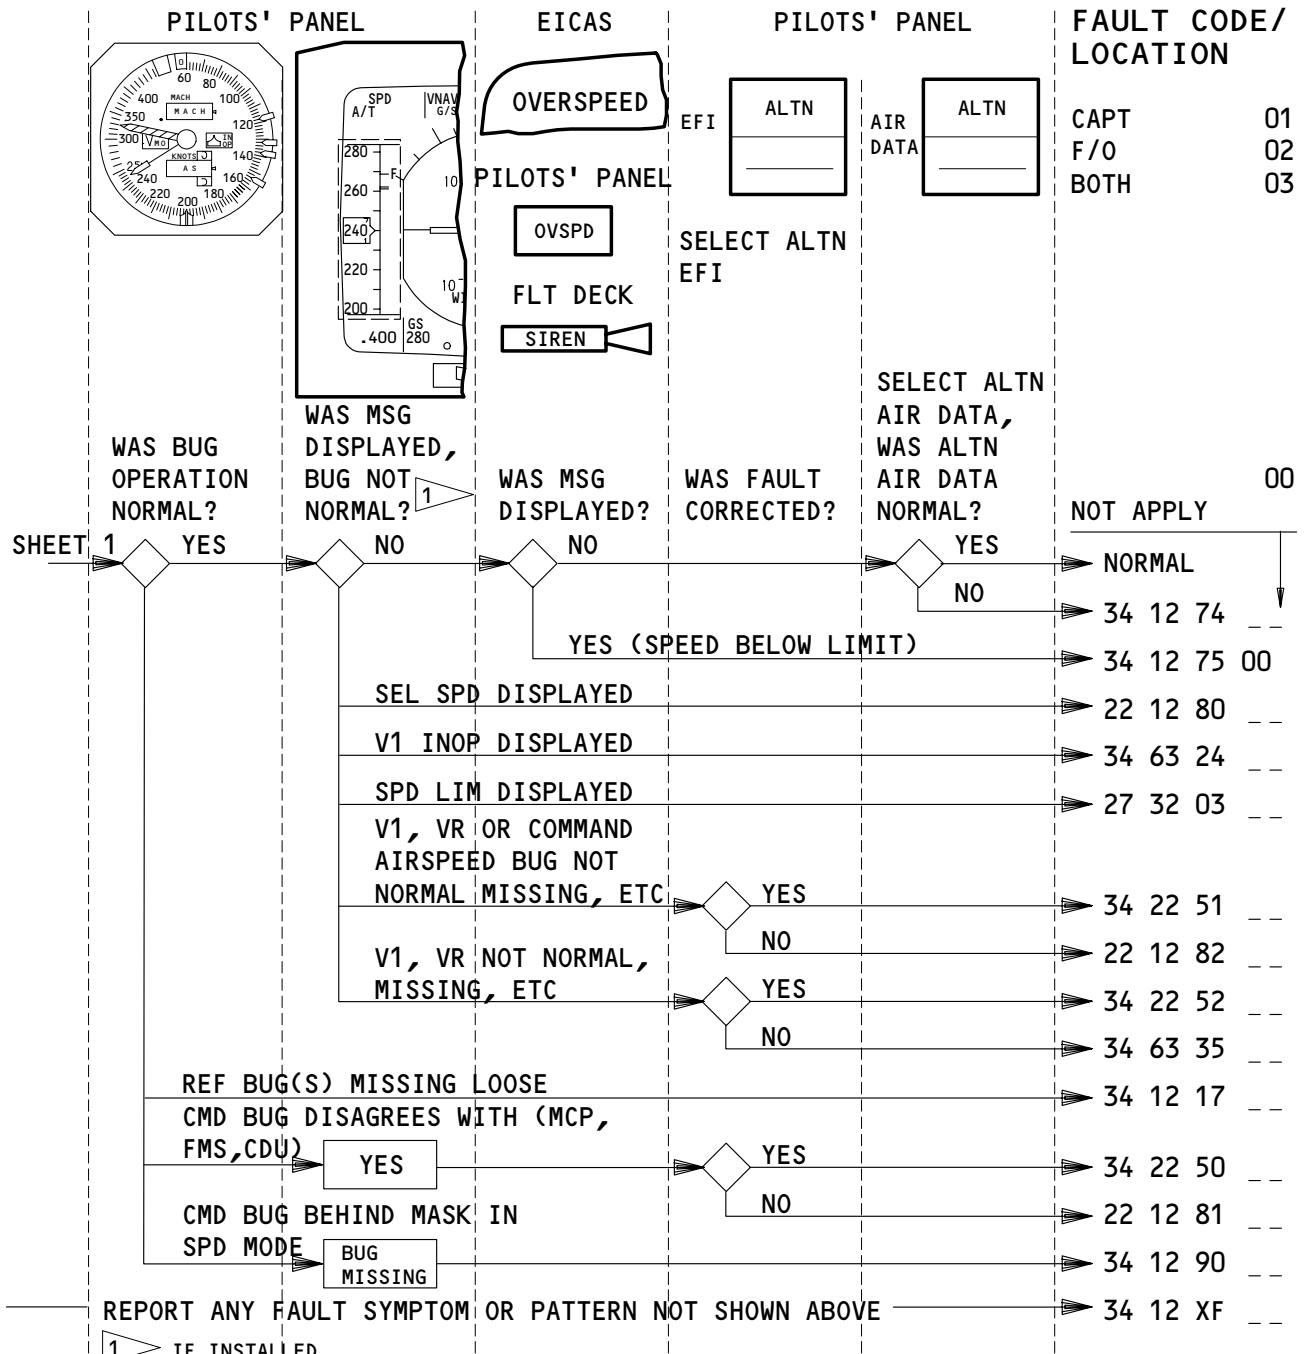 PILOTS' PANEL
EICAS
PILOTS' PANEL
FAULT CODE/
LOCATION
0
60
80
100
120
140
160
180
200
220
240
300
350
400
MACH
MACH
VMO
IN
OP
KNOTS
AS
SPD
A/T
VNAV
G/S
280
260
240
220
200
F
10
10
.400
GS
280
OVERSPEED
PILOTS' PANEL
OVSPD
FLT DECK
SIREN
EFI
ALTN
SELECT ALTN
EFI
AIR
DATA
ALTN
CAPT 01
F/O 02
BOTH 03
WAS BUG
OPERATION
NORMAL?
WAS MSG
DISPLAYED,
BUG NOT
NORMAL?
1
WAS MSG
DISPLAYED?
WAS FAULT
CORRECTED?
SELECT ALTN
AIR DATA,
WAS ALTN
AIR DATA
NORMAL?
00
NOT APPLY
SHEET 1
YES
NO
NO
YES
NORMAL
NO
34 12 74 _ _
YES (SPEED BELOW LIMIT)
34 12 75 00
SEL SPD DISPLAYED
22 12 80 _ _
V1 INOP DISPLAYED
34 63 24 _ _
SPD LIM DISPLAYED
27 32 03 _ _
V1, VR OR COMMAND
AIRSPEED BUG NOT
NORMAL MISSING, ETC
YES
34 22 51 _ _
NO
22 12 82 _ _
V1, VR NOT NORMAL,
MISSING, ETC
YES
34 22 52 _ _
NO
34 63 35 _ _
REF BUG(S) MISSING LOOSE
34 12 17 _ _
CMD BUG DISAGREES WITH (MCP,
FMS,CDU)
YES
YES
34 22 50 _ _
NO
22 12 81 _ _
CMD BUG BEHIND MASK IN
SPD MODE
BUG
MISSING
34 12 90 _ _
REPORT ANY FAULT SYMPTOM OR PATTERN NOT SHOWN ABOVE
34 12 XF _ _
1 IF INSTALLED